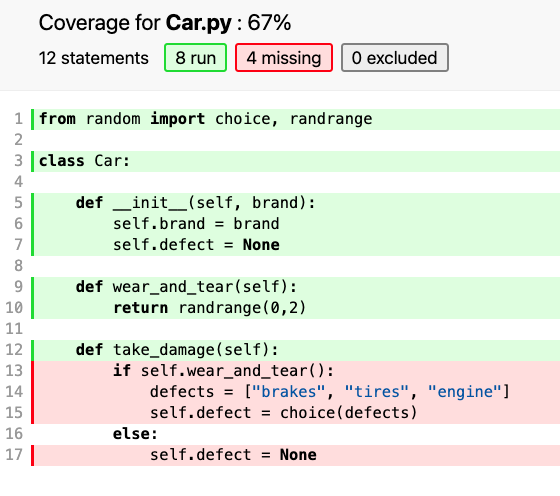 Coverage for Car.py : 67%
12 statements 8 run 4 missing 0 excluded
1 from random import choice, randrange
2
3 class Car:
4
5     def __init__(self, brand):
6         self.brand = brand
7         self.defect = None
8
9     def wear_and_tear(self):
10         return randrange(0,2)
11
12     def take_damage(self):
13         if self.wear_and_tear():
14             defects = ["brakes", "tires", "engine"]
15             self.defect = choice(defects)
16         else:
17             self.defect = None